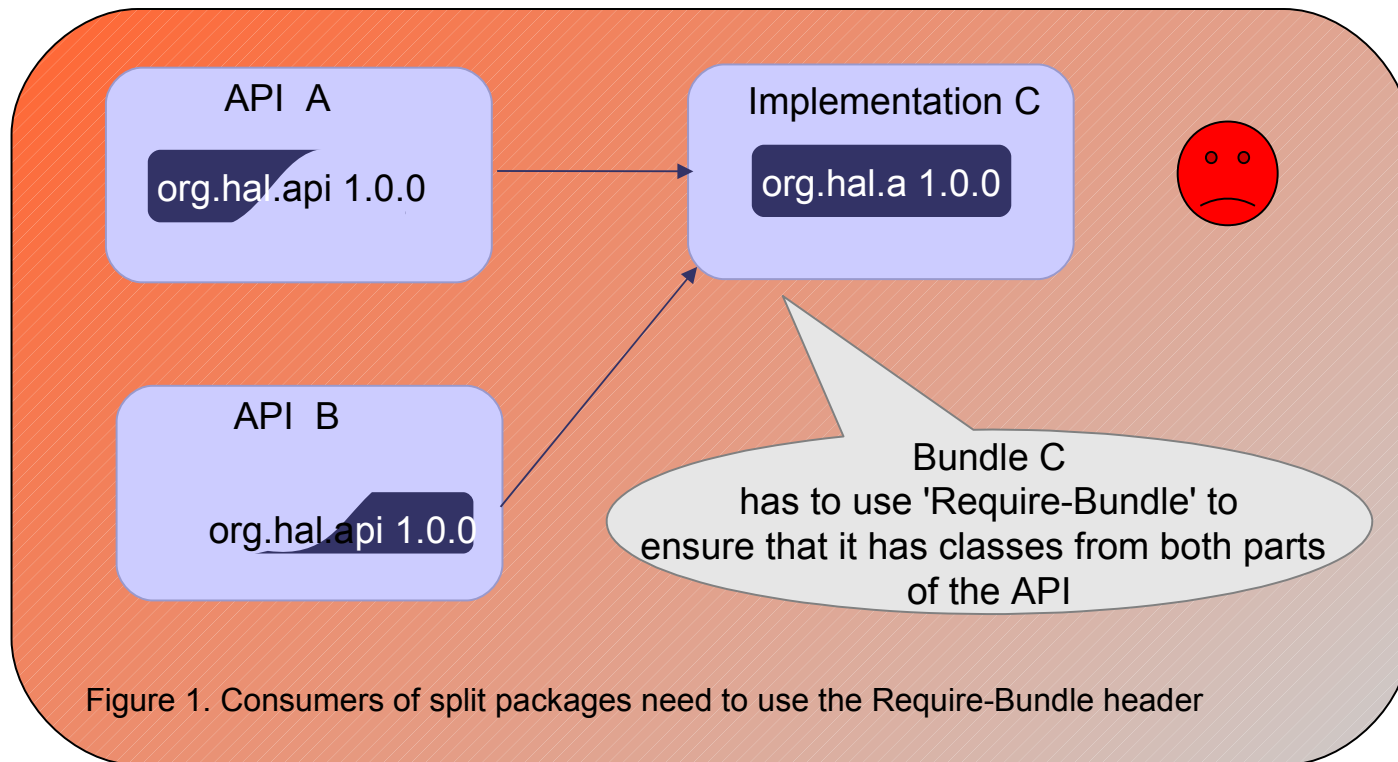 API A
org.hal.api 1.0.0
Implementation C
org.hal.a 1.0.0
API B
org.hal.api 1.0.0
Bundle C
has to use 'Require-Bundle' to
ensure that it has classes from both parts
of the API
Figure 1. Consumers of split packages need to use the Require-Bundle header